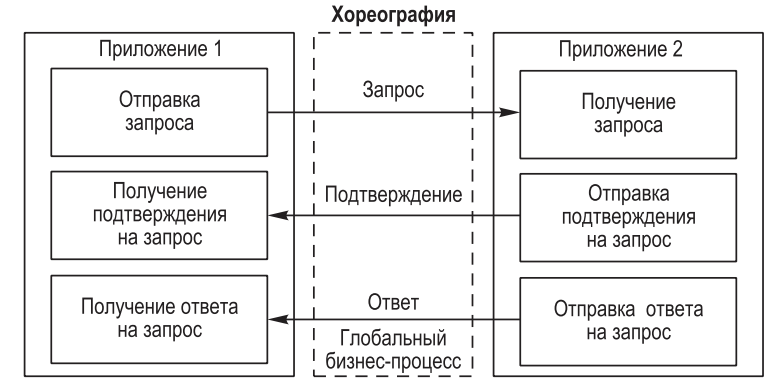 Хореография
Приложение 1
Приложение 2
Отправка
запроса
Запрос
Получение
запроса
Получение
подтверждения
на запрос
Подтверждение
Отправка
подтверждения
на запрос
Получение ответа
на запрос
Ответ
Отправка ответа
на запрос
Глобальный
бизнес-процесс